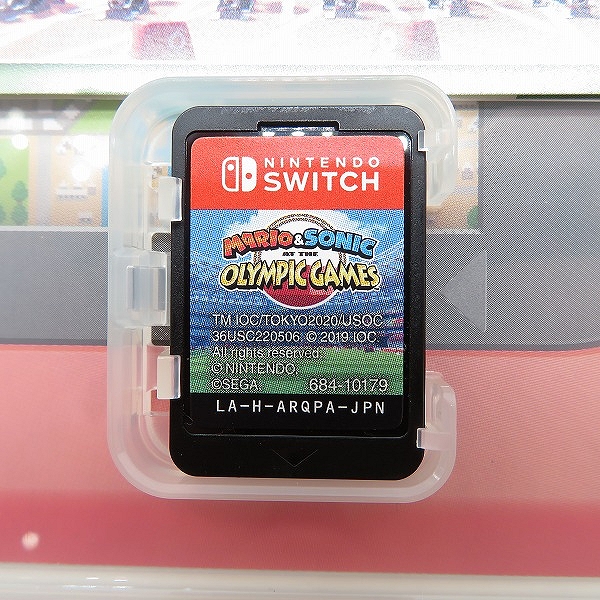 NINTENDO
SWITCH
MARIO & SONIC
AT THE
OLYMPIC GAMES
TM IOC/TOKYO2020/USOC
36USC220506. © 2019 IOC.
All rights reserved.
© NINTENDO.
©SEGA. 684-10179
LA-H-ARQPA-JPN